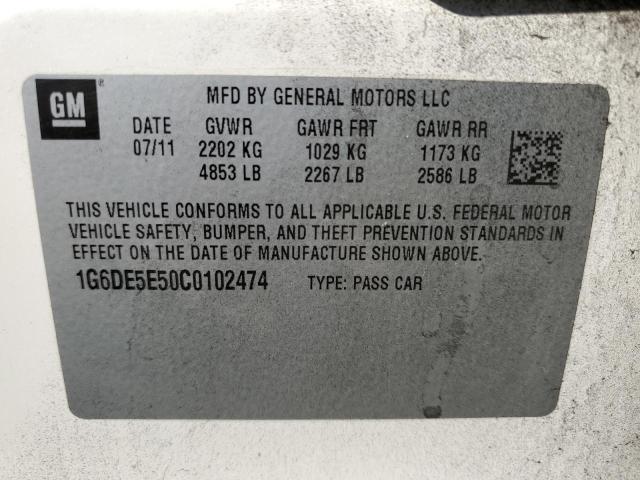 GM ®
MFD BY GENERAL MOTORS LLC
DATE GVWR GAWR FRT GAWR RR
07/11 2202 KG 1029 KG 1173 KG
4853 LB 2267 LB 2586 LB
THIS VEHICLE CONFORMS TO ALL APPLICABLE U.S. FEDERAL MOTOR
VEHICLE SAFETY, BUMPER, AND THEFT PREVENTION STANDARDS IN
EFFECT ON THE DATE OF MANUFACTURE SHOWN ABOVE.
1G6DE5E50C0102474 TYPE: PASS CAR